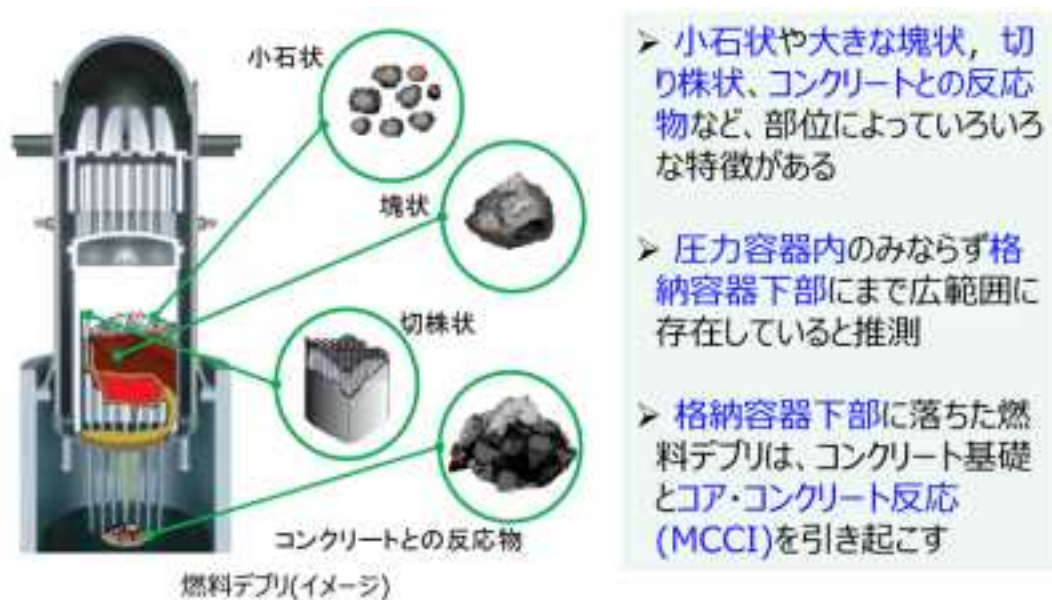 小石状
塊状
切株状
コンクリートとの反応物
燃料デブリ(イメージ)
➤ 小石状や大きな塊状，切
り株状、コンクリートとの反応
物など、部位によっていろいろ
な特徴がある
➤ 圧力容器内のみならず格
納容器下部にまで広範囲に
存在していると推測
➤ 格納容器下部に落ちた燃
料デブリは、コンクリート基礎
とコア・コンクリート反応
(MCCI)を引き起こす